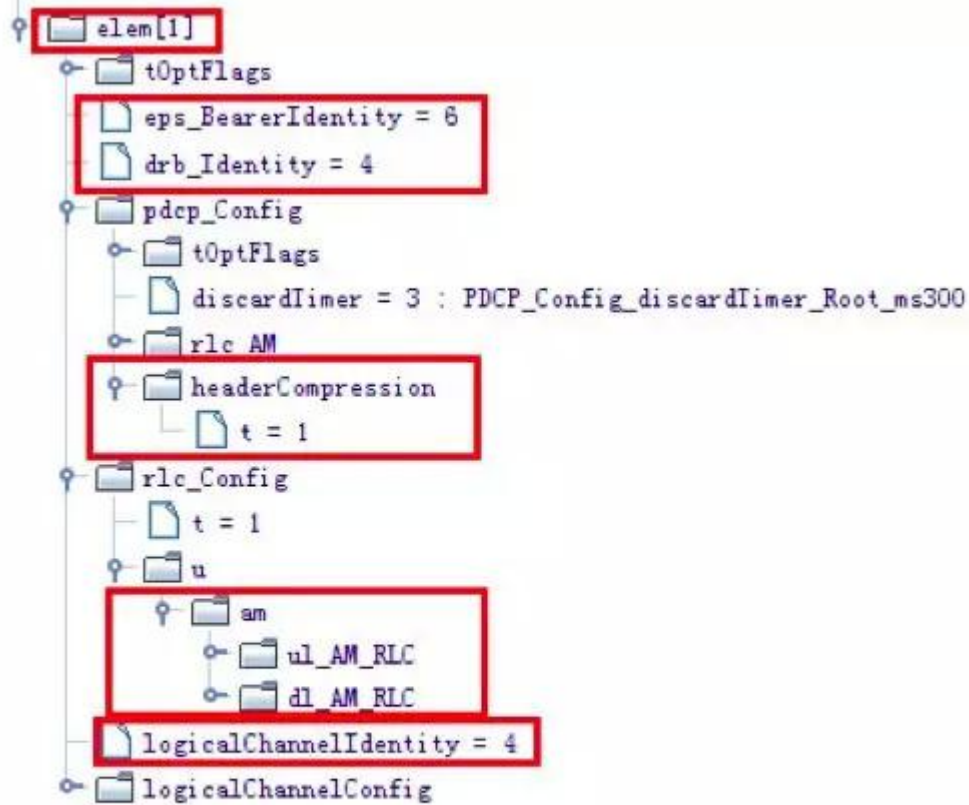 elem[1]
tOptFlags
eps_BearerIdentity = 6
drb_Identity = 4
pdcp_Config
tOptFlags
discardTimer = 3 : PDCP_Config_discardTimer_Root_ms300
rlc_AM
headerCompression
t = 1
rlc_Config
t = 1
u
am
ul_AM_RLC
dl_AM_RLC
logicalChannelIdentity = 4
logicalChannelConfig